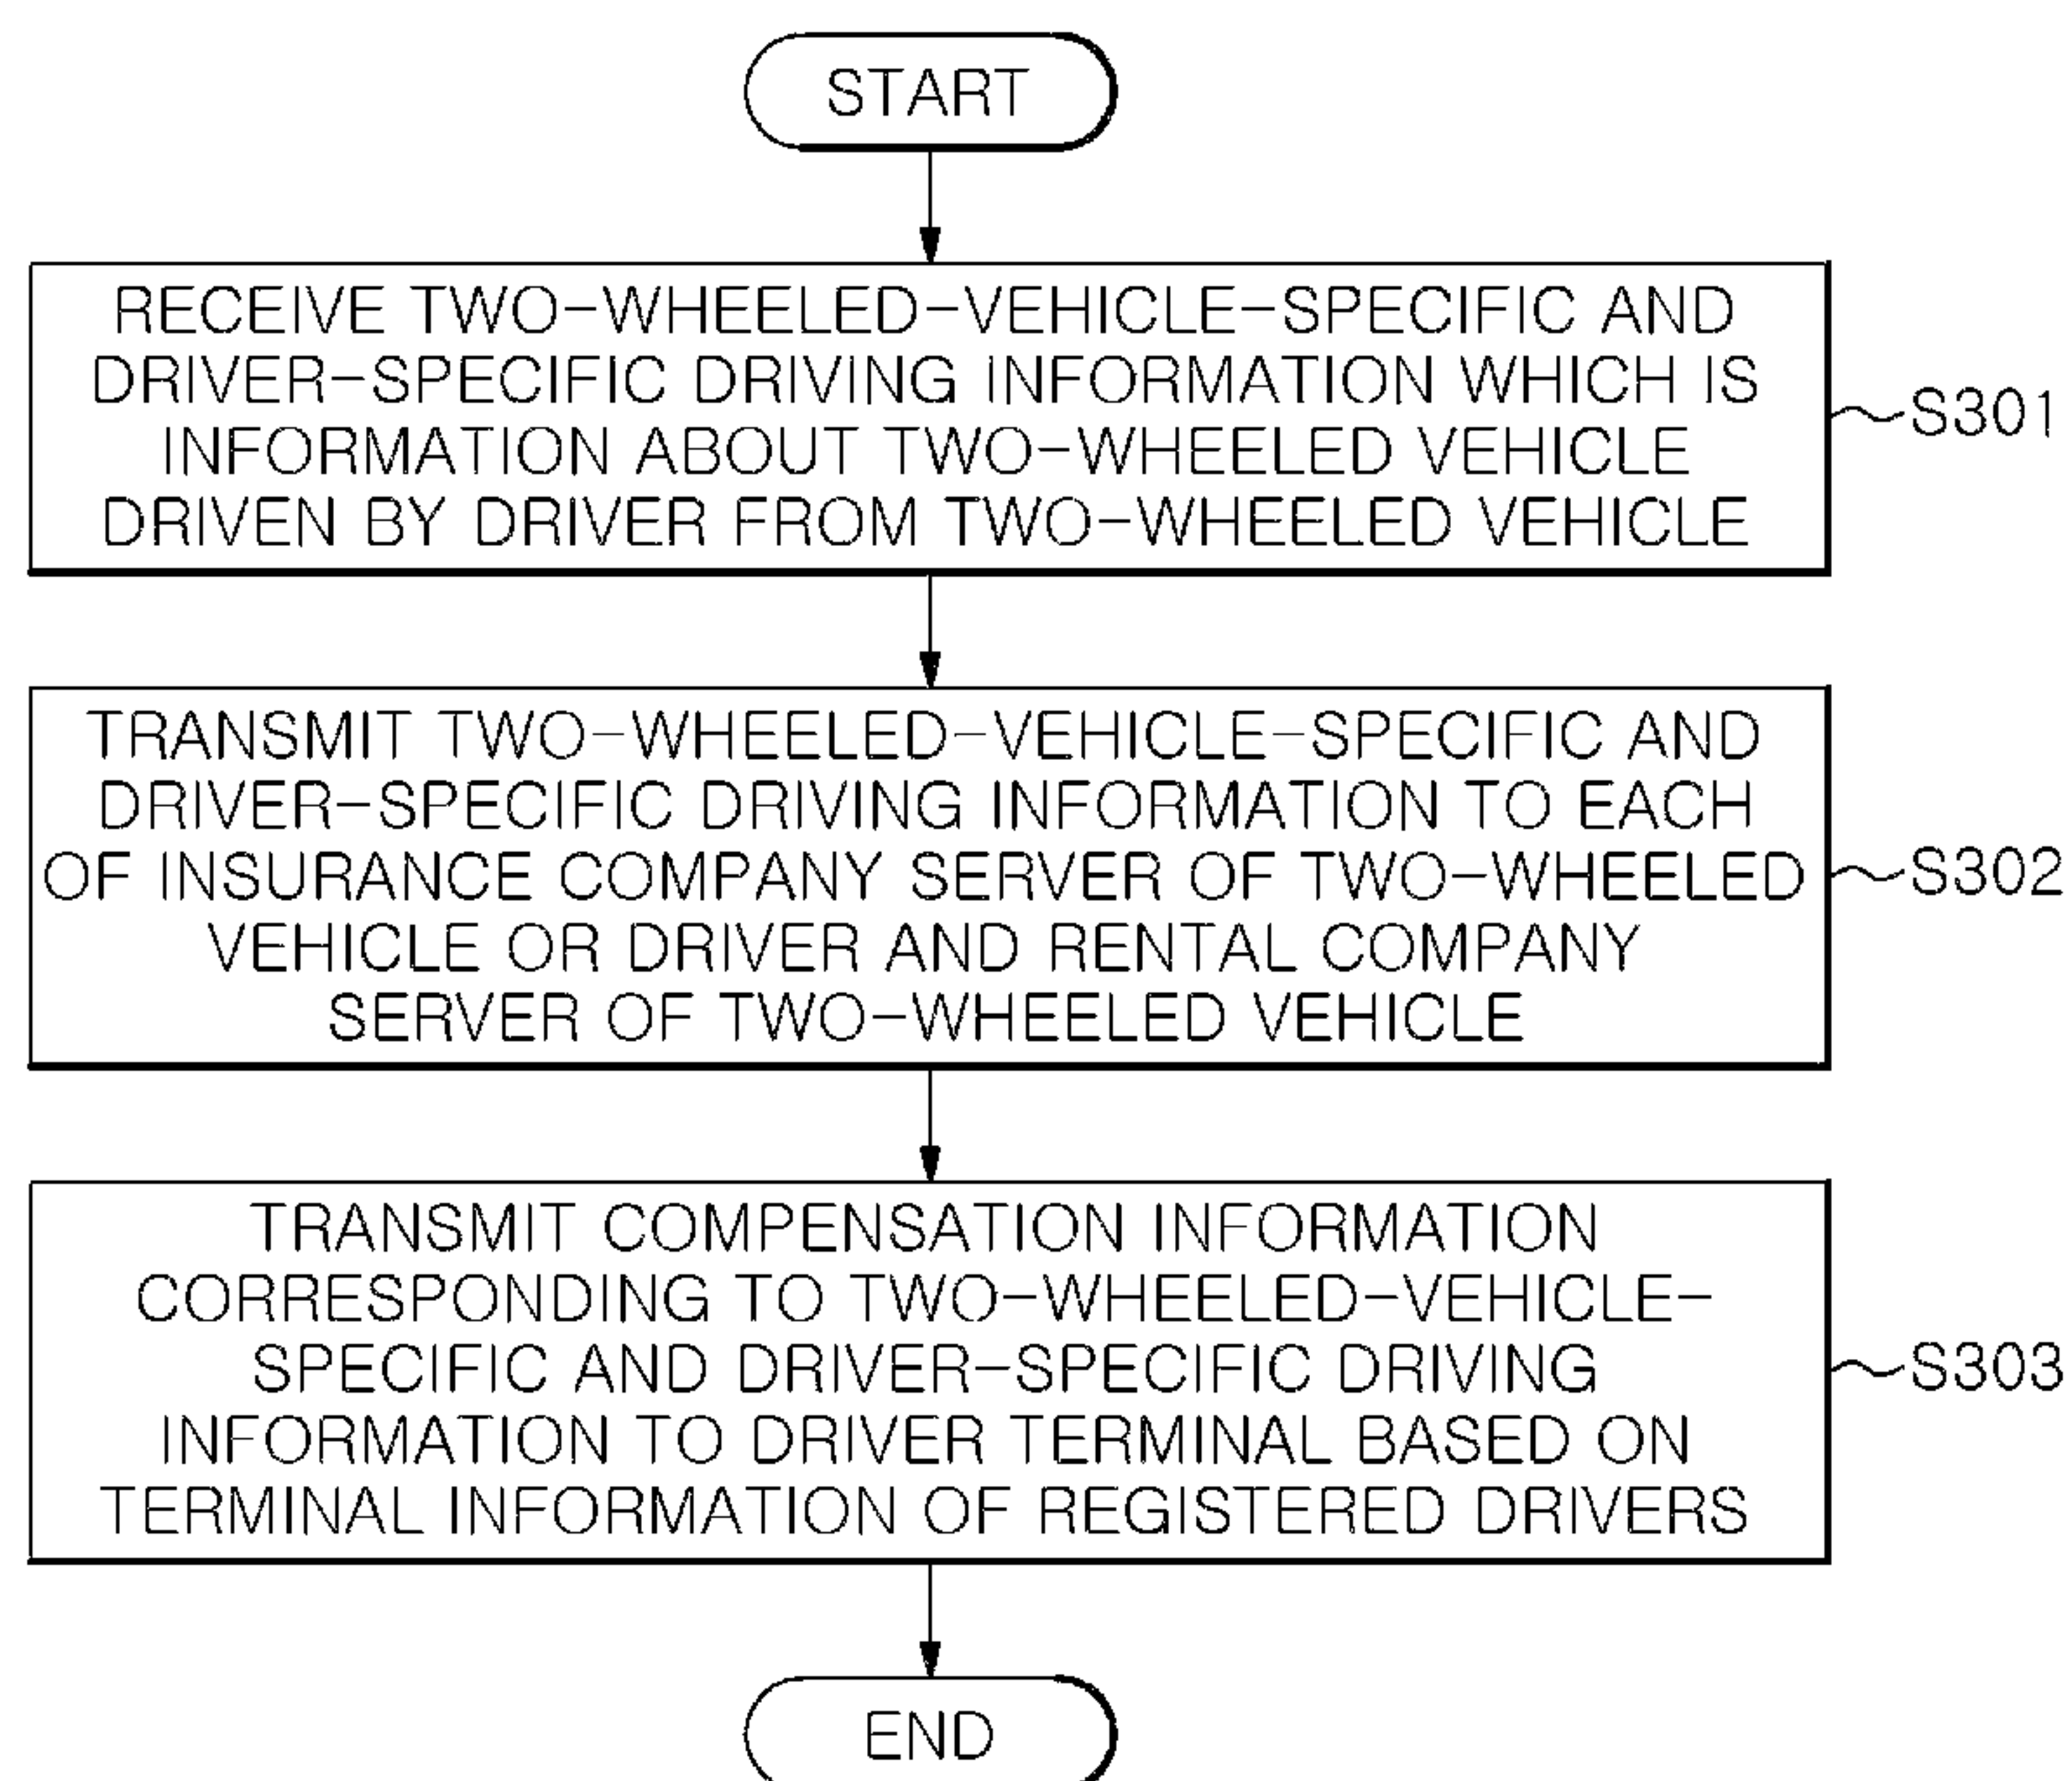 START
RECEIVE TWO-WHEELED-VEHICLE-SPECIFIC AND
DRIVER-SPECIFIC DRIVING INFORMATION WHICH IS
INFORMATION ABOUT TWO-WHEELED VEHICLE
DRIVEN BY DRIVER FROM TWO-WHEELED VEHICLE
S301
TRANSMIT TWO-WHEELED-VEHICLE-SPECIFIC AND
DRIVER-SPECIFIC DRIVING INFORMATION TO EACH
OF INSURANCE COMPANY SERVER OF TWO-WHEELED
VEHICLE OR DRIVER AND RENTAL COMPANY
SERVER OF TWO-WHEELED VEHICLE
S302
TRANSMIT COMPENSATION INFORMATION
CORRESPONDING TO TWO-WHEELED-VEHICLE-
SPECIFIC AND DRIVER-SPECIFIC DRIVING
INFORMATION TO DRIVER TERMINAL BASED ON
TERMINAL INFORMATION OF REGISTERED DRIVERS
S303
END